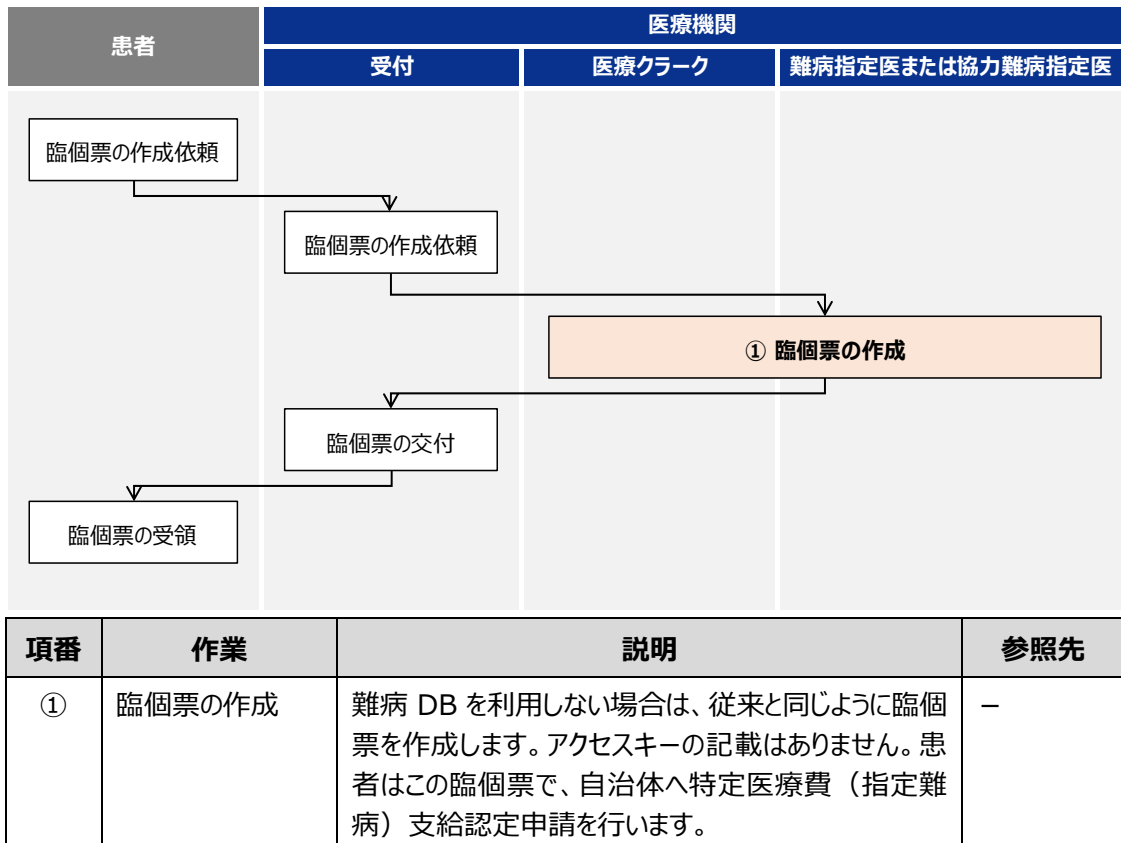 患者
医療機関
受付
医療クラーク
難病指定医または協力難病指定医
臨個票の作成依頼
臨個票の作成依頼
① 臨個票の作成
臨個票の交付
臨個票の受領
項番
作業
説明
参照先
①
臨個票の作成
難病 DB を利用しない場合は、従来と同じように臨個
票を作成します。アクセスキーの記載はありません。患
者はこの臨個票で、自治体へ特定医療費（指定難
病）支給認定申請を行います。
－